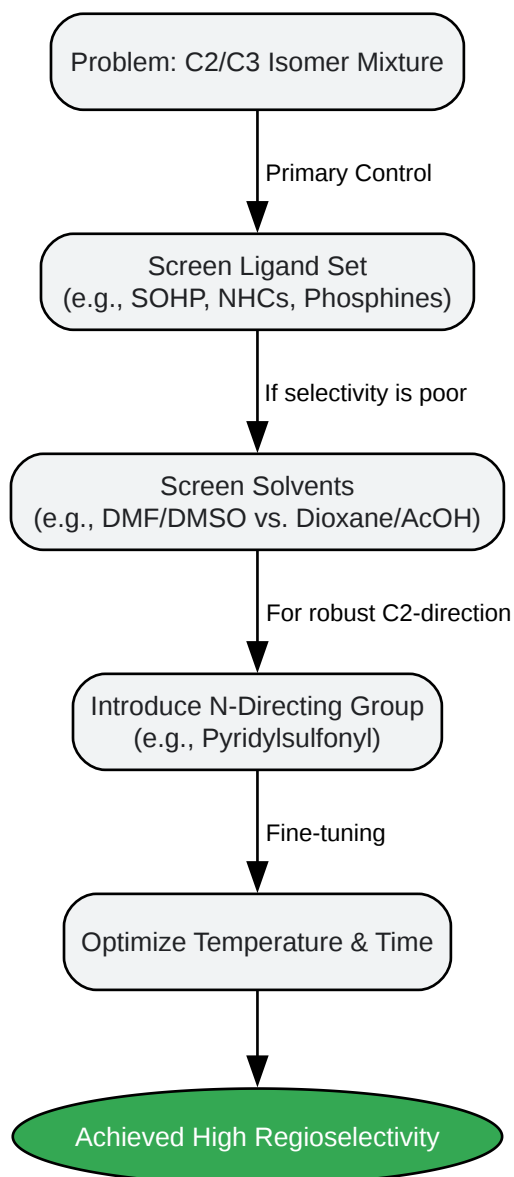 Problem: C2/C3 Isomer Mixture
Primary Control
Screen Ligand Set
(e.g., SOHP, NHCs, Phosphines)
If selectivity is poor
Screen Solvents
(e.g., DMF/DMSO vs. Dioxane/AcOH)
For robust C2-direction
Introduce N-Directing Group
(e.g., Pyridylsulfonyl)
Fine-tuning
Optimize Temperature & Time
Achieved High Regioselectivity